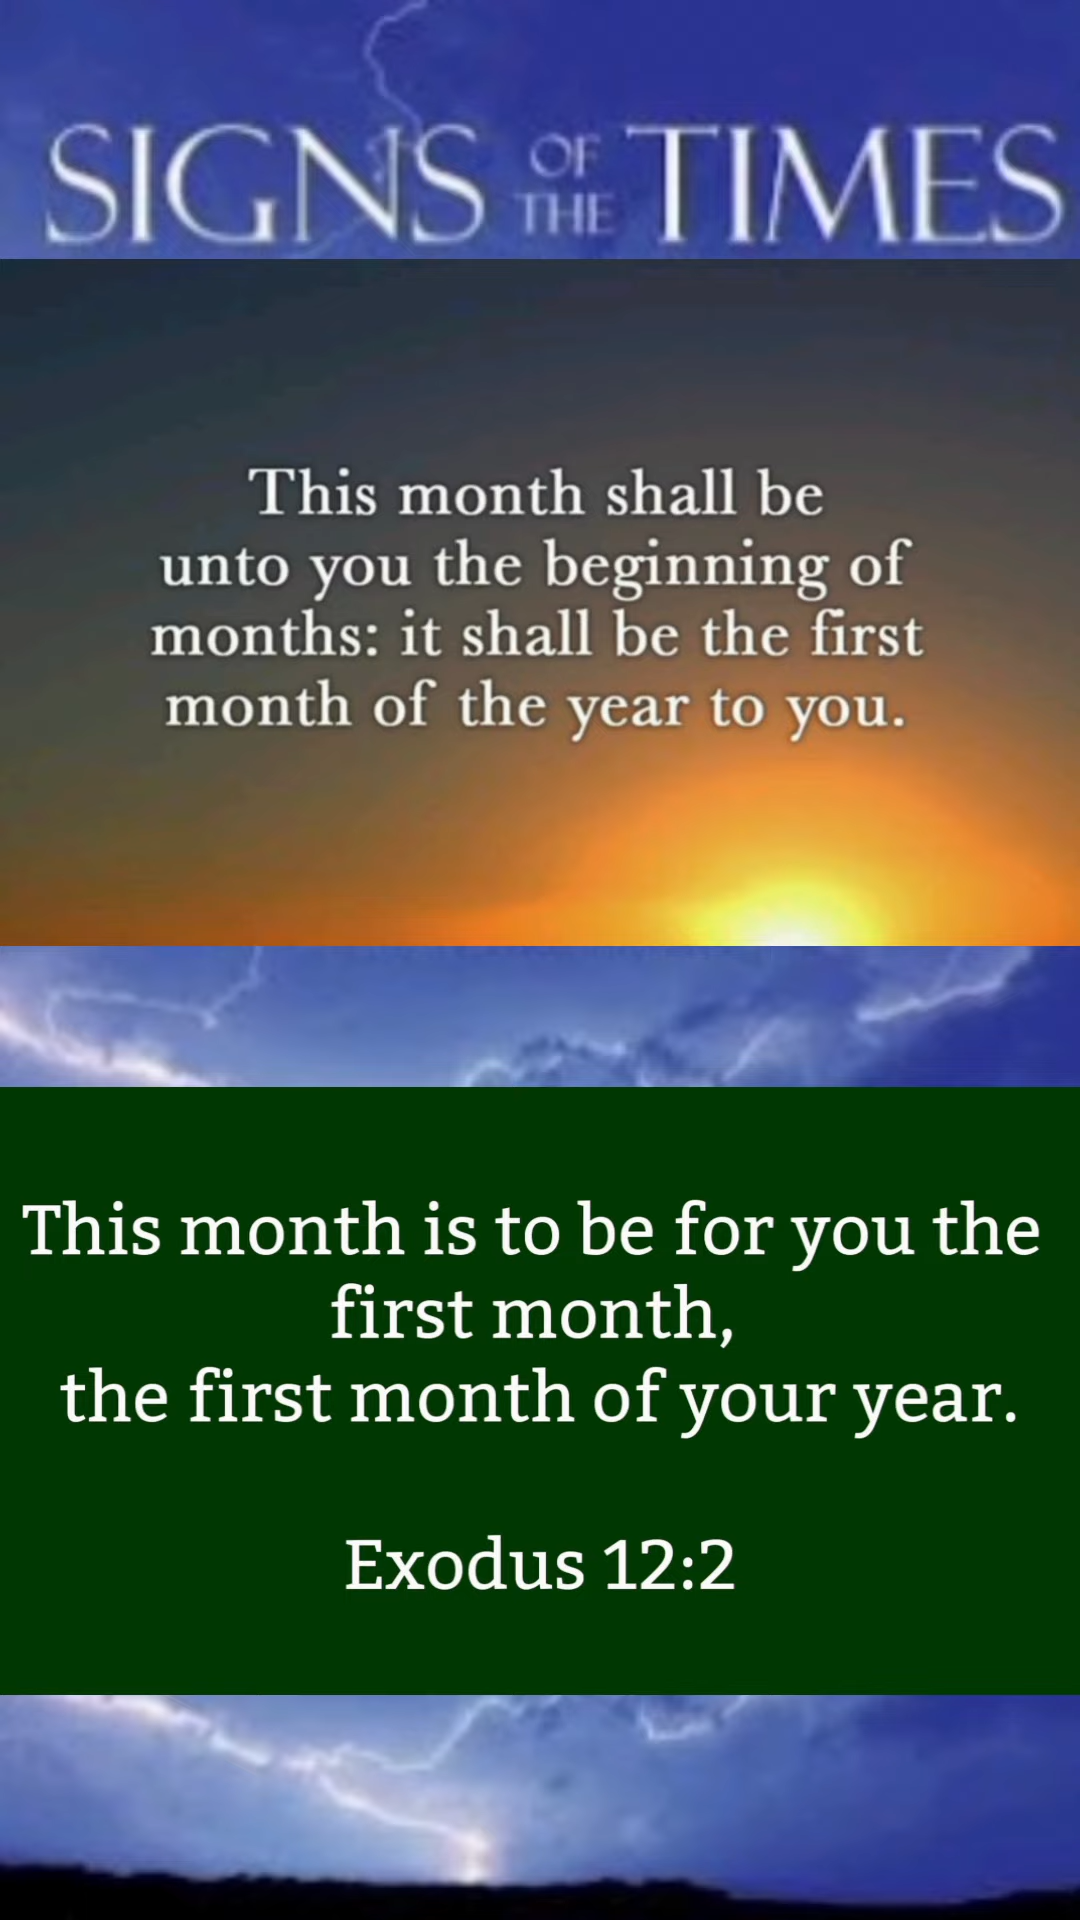 SIGNS OF THE TIMES
This month shall be
unto you the beginning of
months: it shall be the first
month of the year to you.
This month is to be for you the
first month,
the first month of your year.
Exodus 12:2